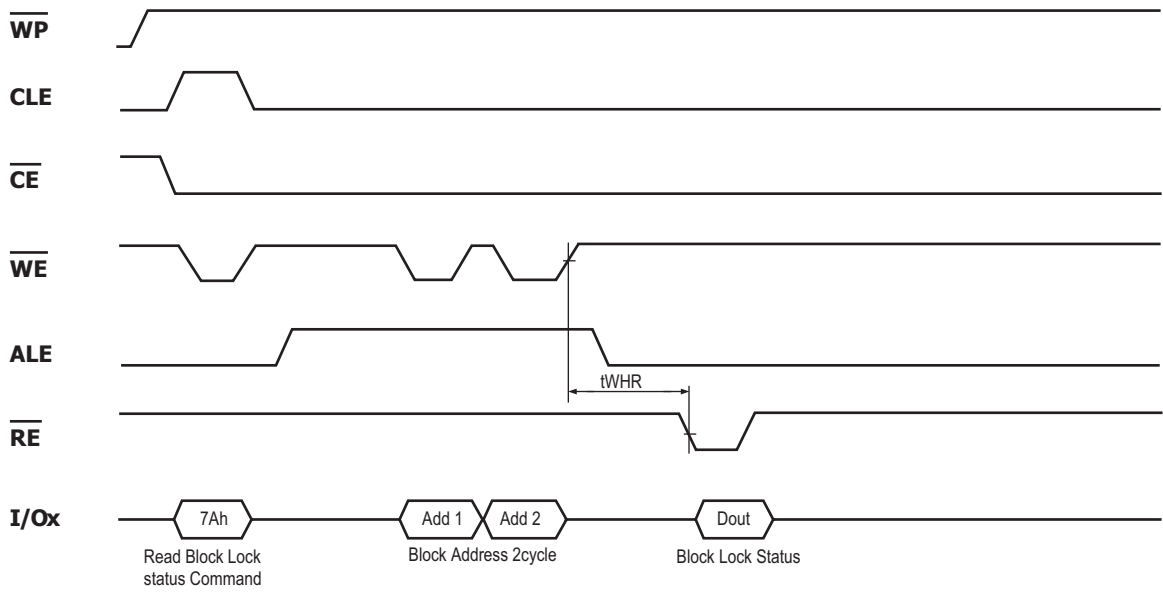 WP
CLE
CE
WE
ALE
tWHR
RE
I/Ox
7Ah
Add 1
Add 2
Dout
Read Block Lock
status Command
Block Address 2cycle
Block Lock Status